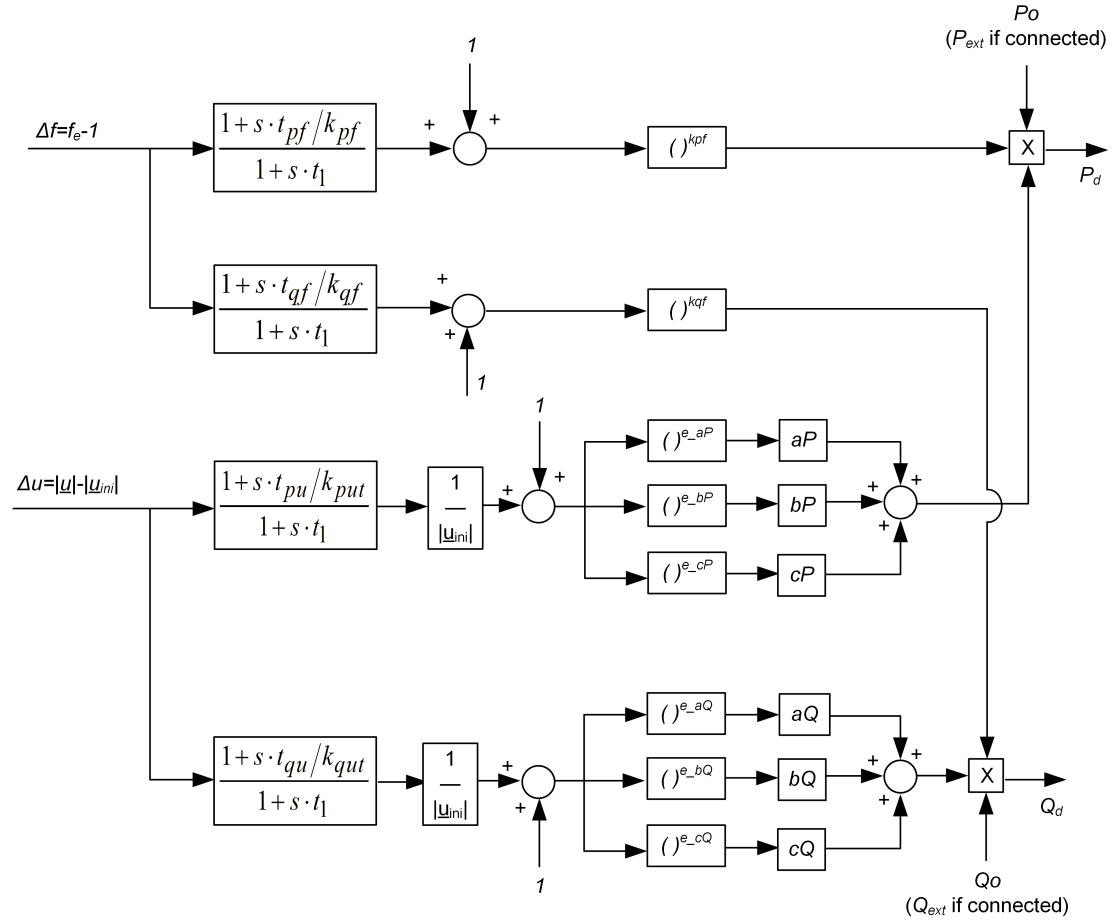 Po
(Pext if connected)
1
Δf=fe-1
1+s·tpf/kpf
1+s·t1
+
+
( )kpf
X
Pd
1+s·tqf/kqf
1+s·t1
+
+
1
( )kqf
1
Δu=|u|-|uini|
1+s·tpu/kput
1+s·t1
1
|uini|
+
+
( )e_aP
aP
( )e_bP
bP
( )e_cP
cP
+
+
+
1+s·tqu/kqut
1+s·t1
1
|uini|
+
+
1
( )e_aQ
aQ
( )e_bQ
bQ
( )e_cQ
cQ
+
+
+
X
Qd
Qo
(Qext if connected)